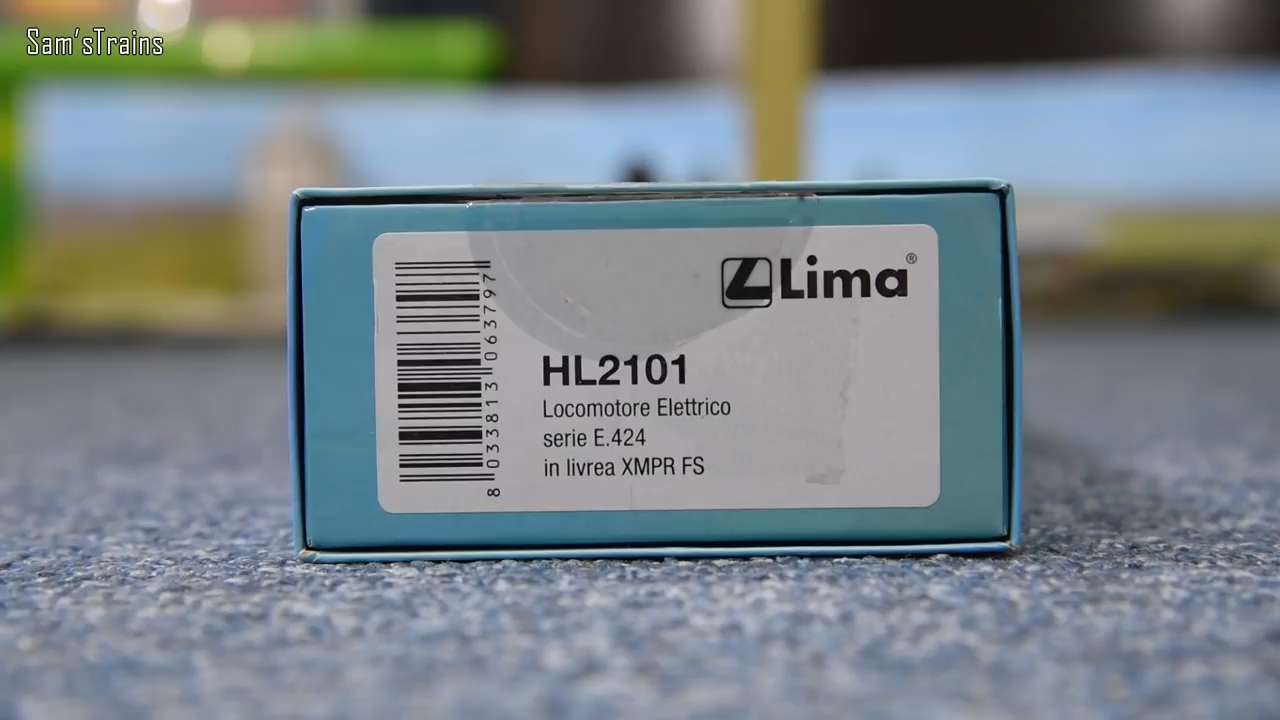 Sam'sTrains
Lima®
8 033813 063797
HL2101
Locomotore Elettrico
serie E.424
in livrea XMPR FS